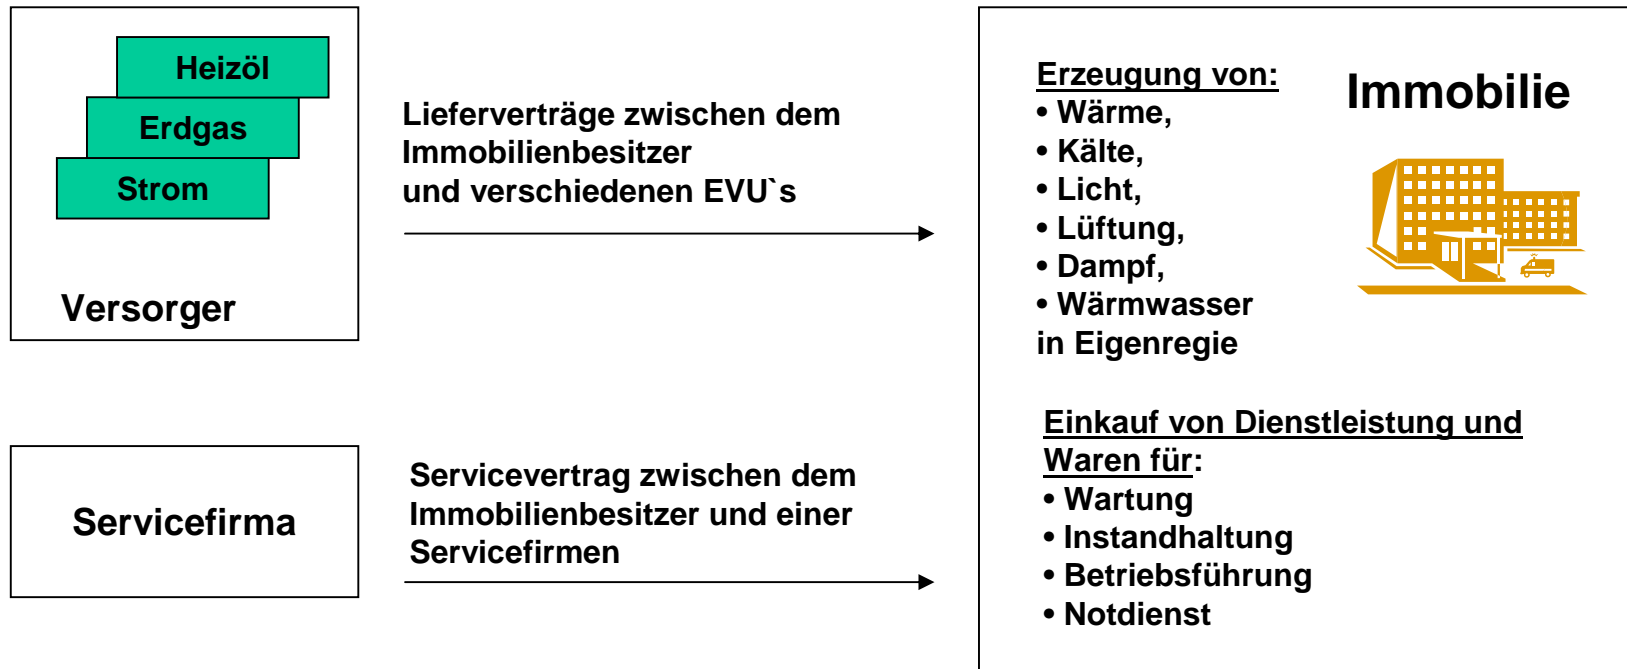 Heizöl
Erdgas
Strom
Versorger
Lieferverträge zwischen dem
Immobilienbesitzer
und verschiedenen EVU`s
Immobilie
Erzeugung von:
• Wärme,
• Kälte,
• Licht,
• Lüftung,
• Dampf,
• Wärmwasser
in Eigenregie
Servicefirma
Servicevertrag zwischen dem
Immobilienbesitzer und einer
Servicefirmen
Einkauf von Dienstleistung und
Waren für:
• Wartung
• Instandhaltung
• Betriebsführung
• Notdienst